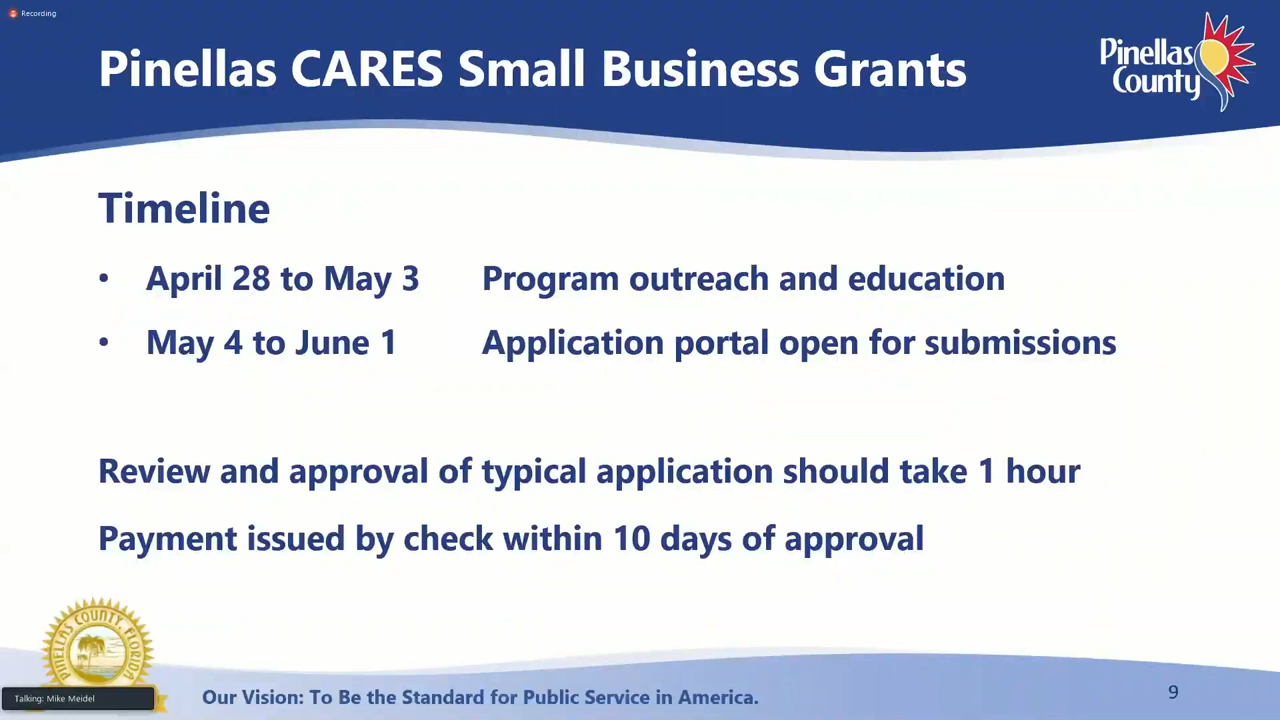 Recording
Pinellas CARES Small Business Grants
Pinellas
County
Timeline
• April 28 to May 3 Program outreach and education
• May 4 to June 1 Application portal open for submissions
Review and approval of typical application should take 1 hour
Payment issued by check within 10 days of approval
PINELLAS COUNTY, FLORIDA
Talking: Mike Meidel
Our Vision: To Be the Standard for Public Service in America.
9